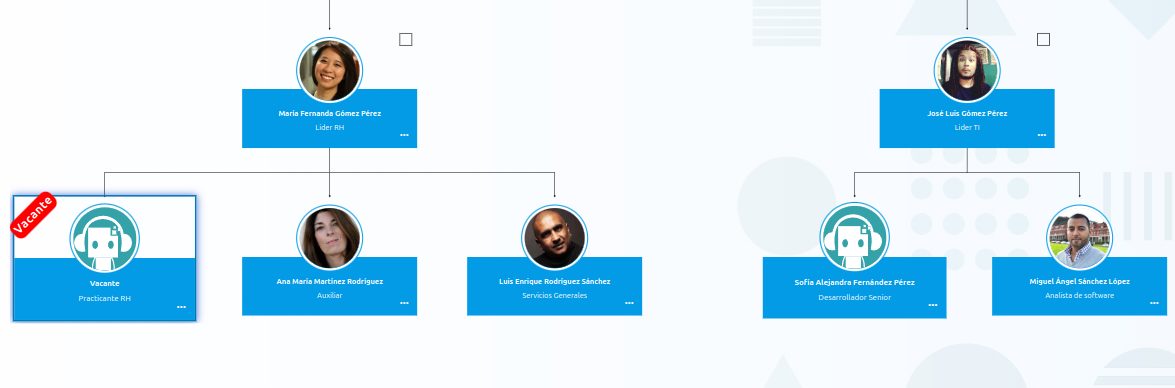 María Fernanda Gómez Pérez
Lider RH
José Luis Gómez Pérez
Lider TI
Vacante
Vacante
Practicante RH
Ana María Martínez Rodríguez
Auxiliar
Luis Enrique Rodríguez Sánchez
Servicios Generales
Sofía Alejandra Fernández Pérez
Desarrollador Senior
Miguel Ángel Sánchez López
Analista de software